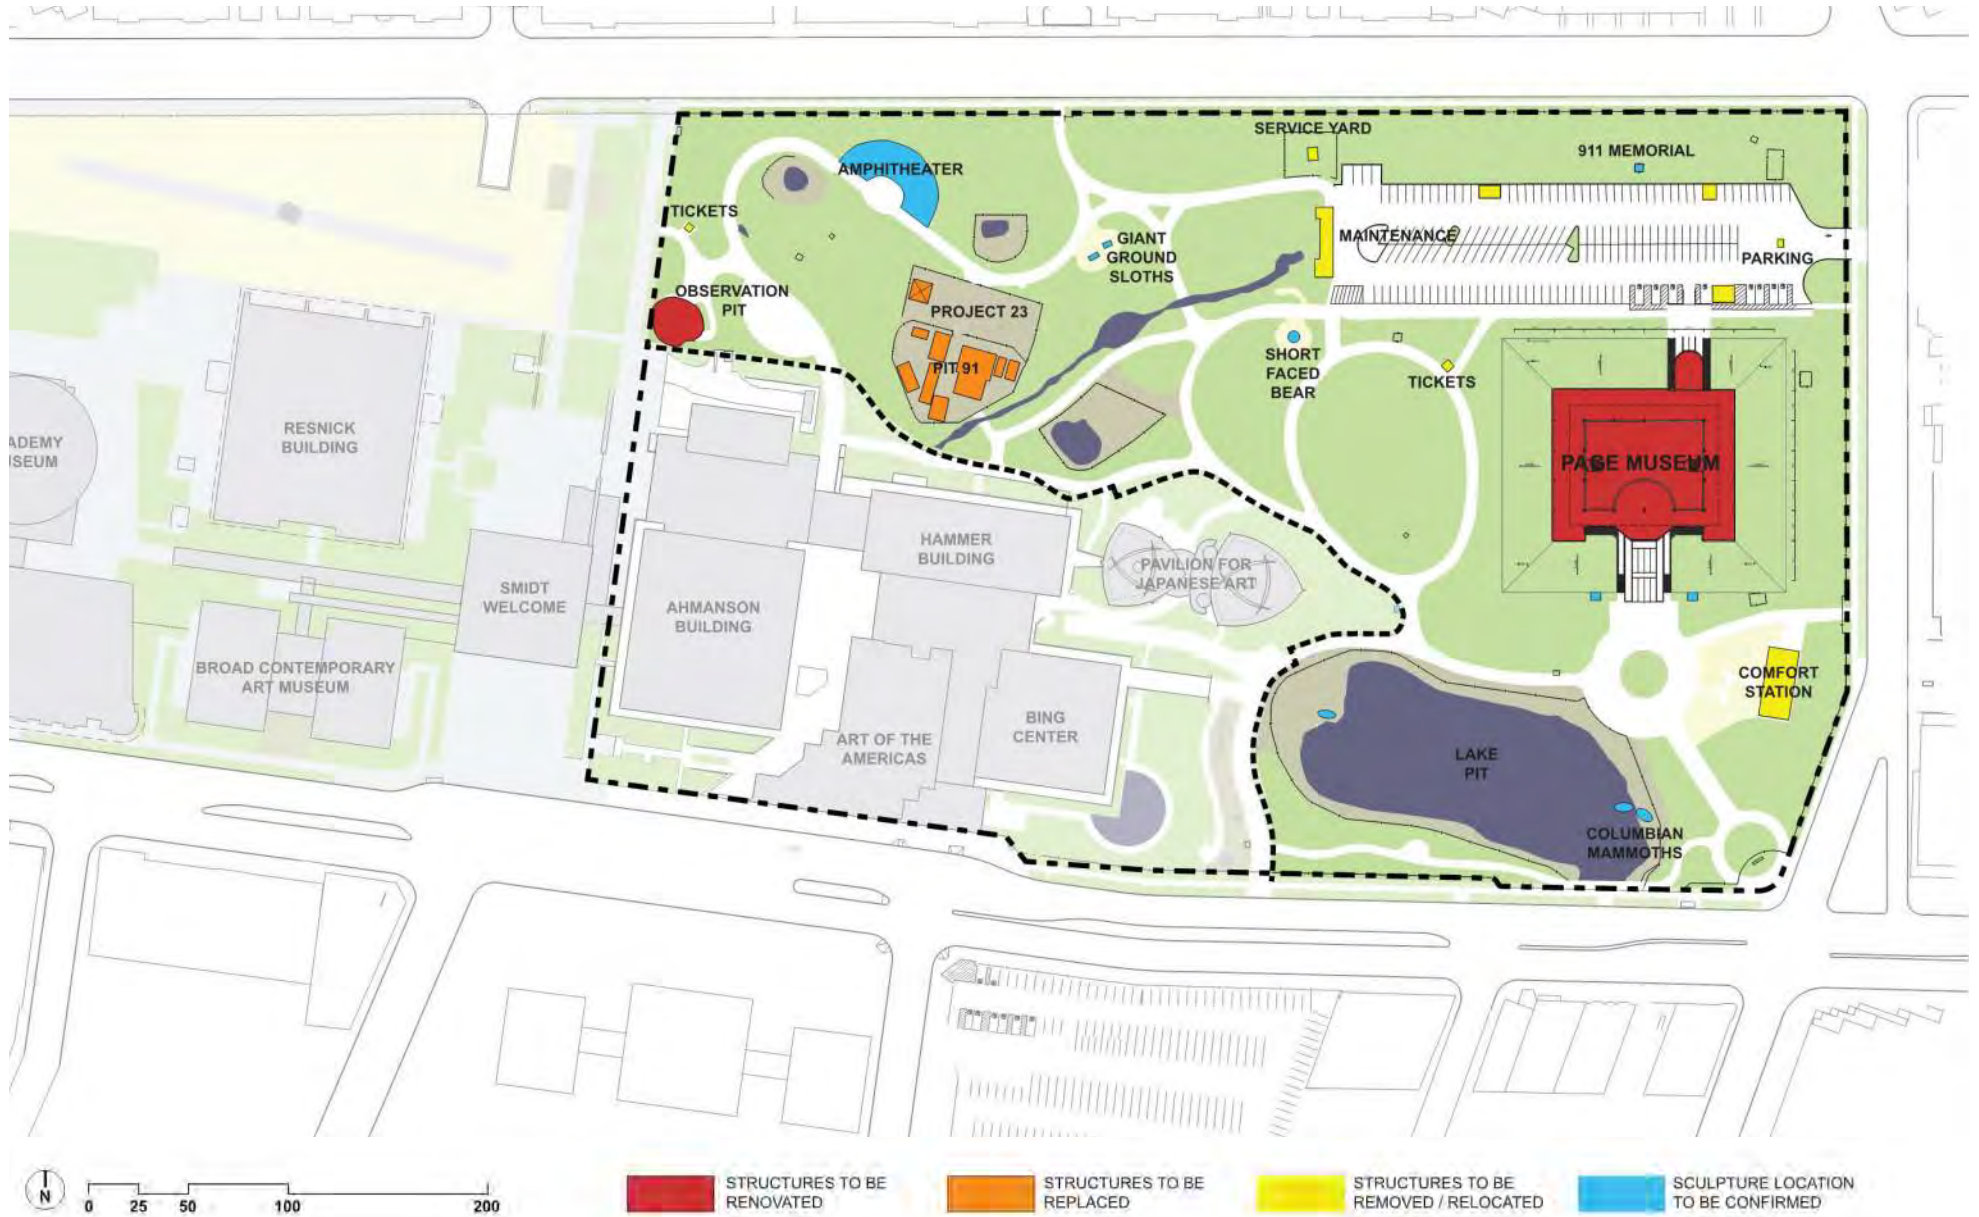 SERVICE YARD
911 MEMORIAL
AMPHITHEATER
TICKETS
GIANT
GROUND
SLOTHS
MAINTENANCE
PARKING
OBSERVATION
PIT
PROJECT 23
PIT 91
SHORT
FACED
BEAR
TICKETS
RESNICK
BUILDING
ADEMY
USEUM
PAGE MUSEUM
HAMMER
BUILDING
PAVILION FOR
JAPANESE ART
SMIDT
WELCOME
AHMANSON
BUILDING
BROAD CONTEMPORARY
ART MUSEUM
COMFORT
STATION
BING
CENTER
ART OF THE
AMERICAS
LAKE
PIT
COLUMBIAN
MAMMOTHS
N
0 25 50 100 200
STRUCTURES TO BE
RENOVATED
STRUCTURES TO BE
REPLACED
STRUCTURES TO BE
REMOVED / RELOCATED
SCULPTURE LOCATION
TO BE CONFIRMED